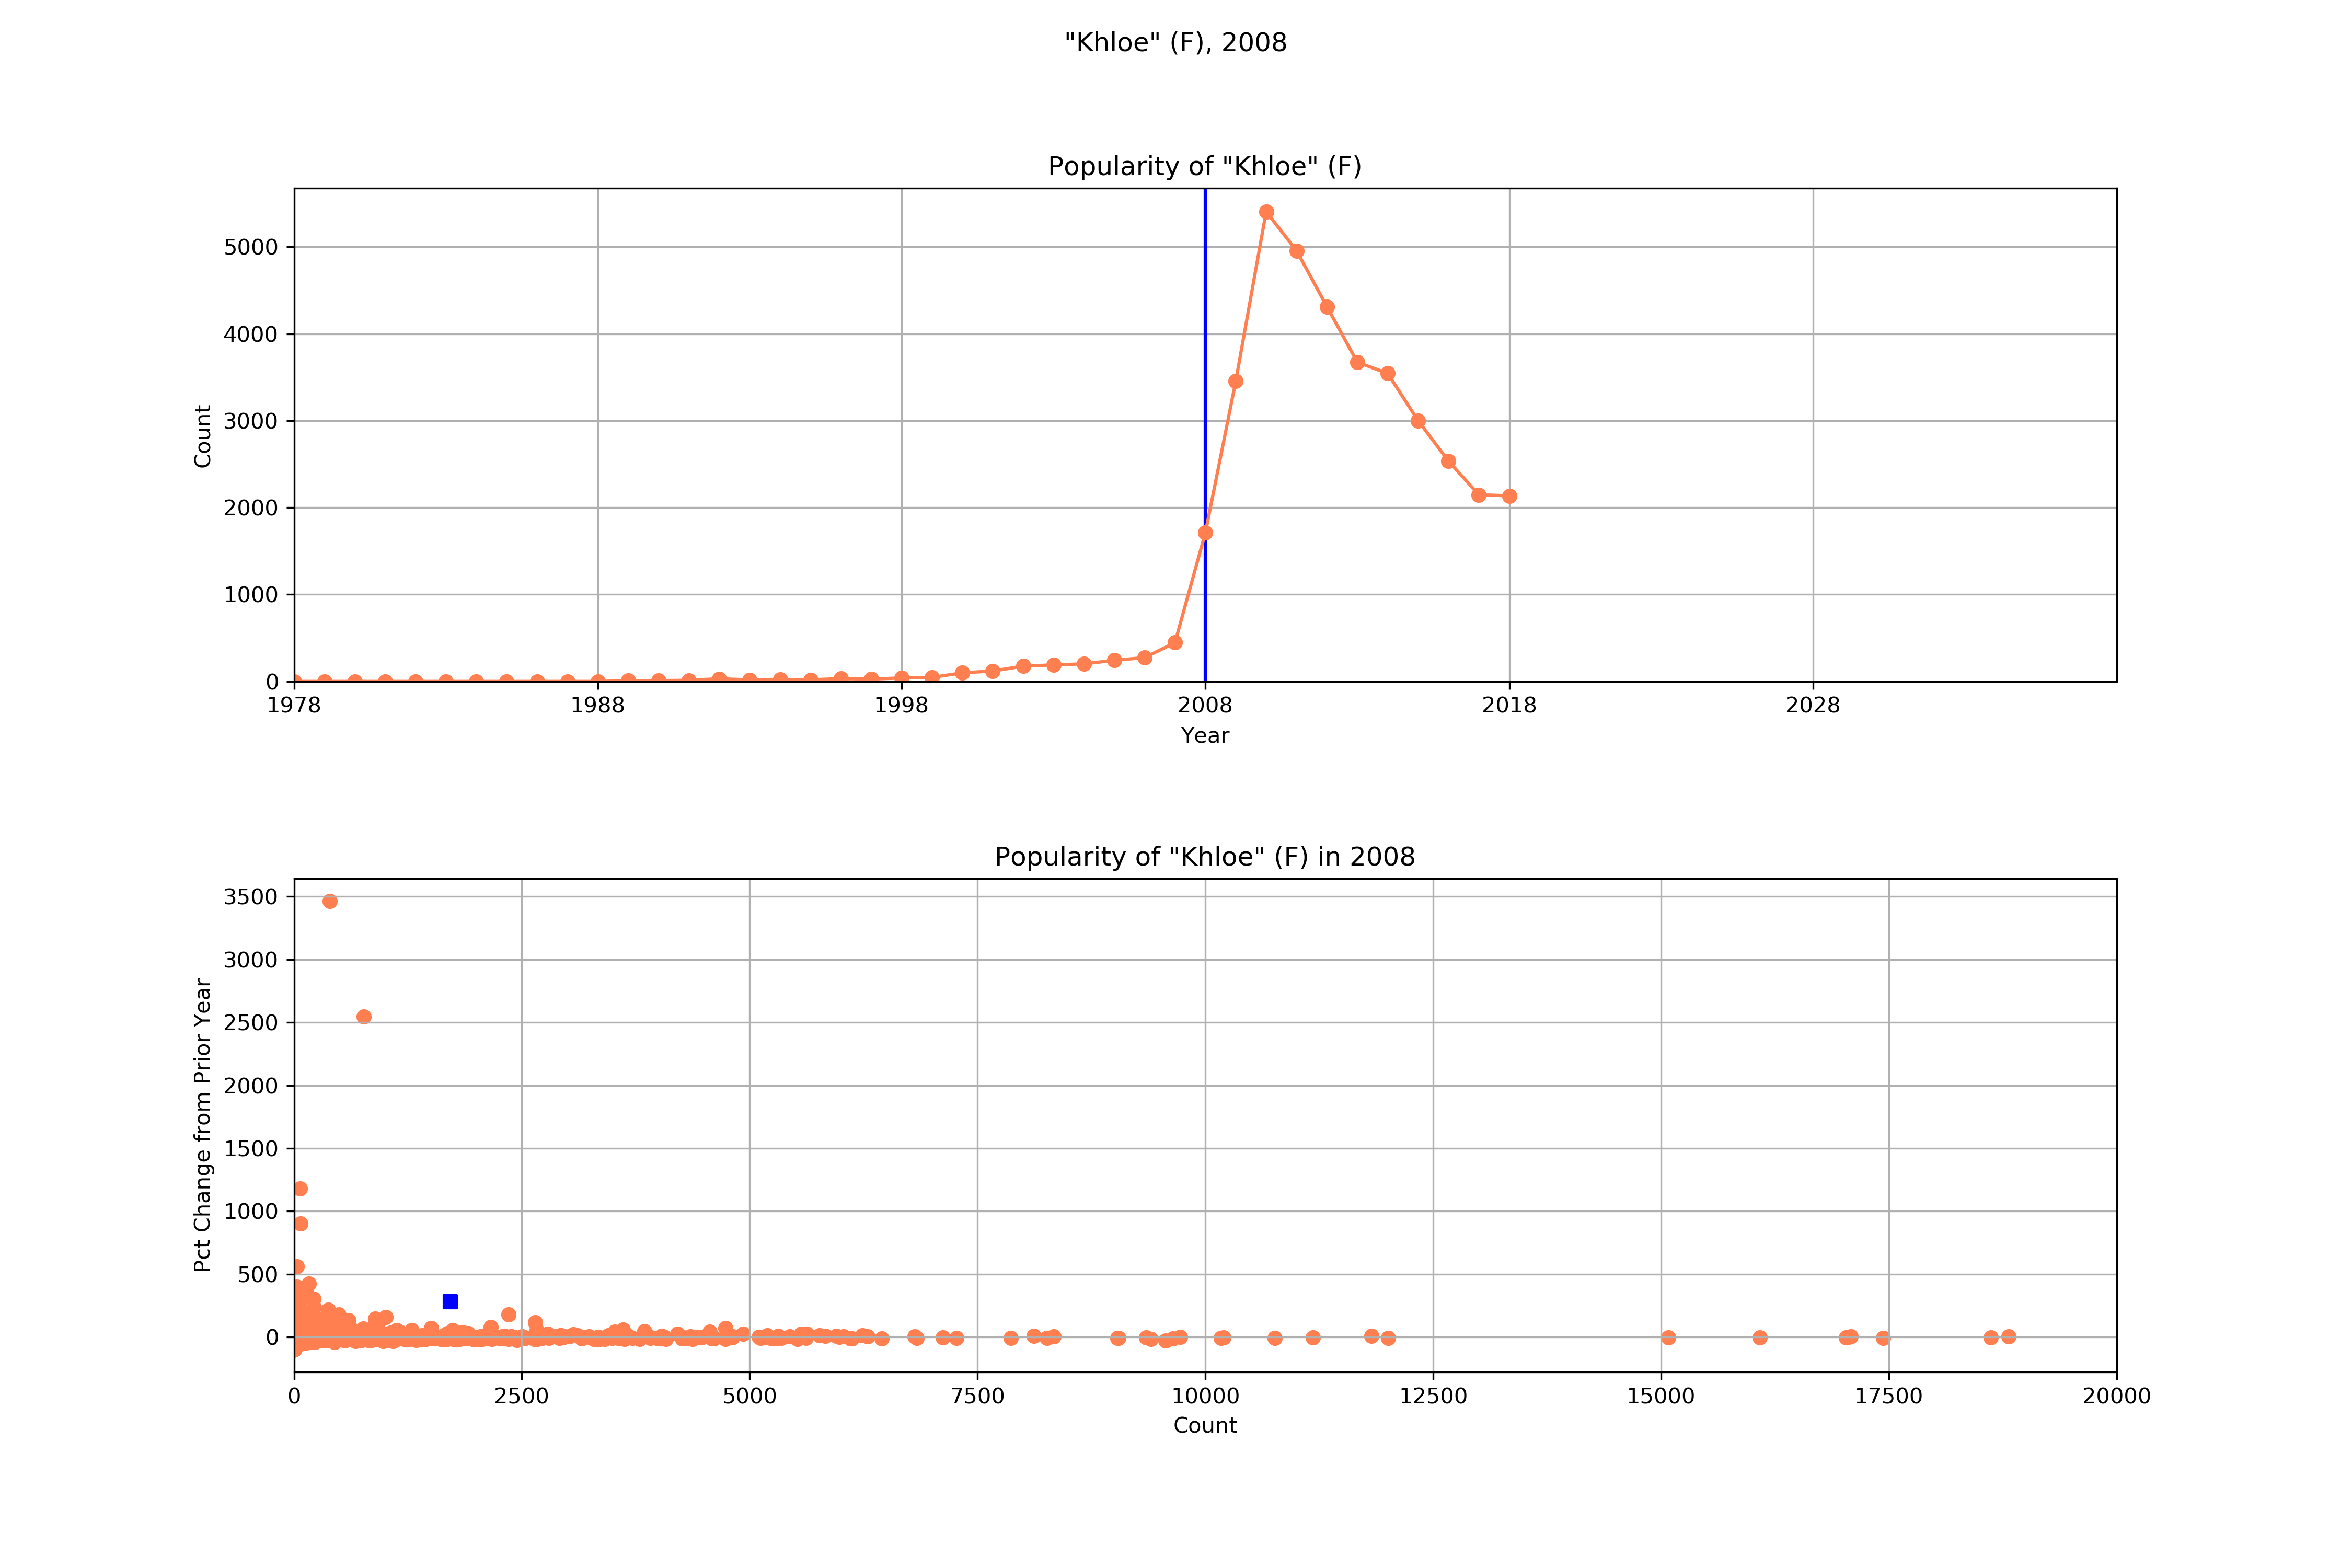 "Khloe" (F), 2008
Popularity of "Khloe" (F)
5000
4000
3000
2000
1000
0
Count
1978 1988 1998 2008 2018 2028
Year
Popularity of "Khloe" (F) in 2008
3500
3000
2500
2000
1500
1000
500
0
Pct Change from Prior Year
0 2500 5000 7500 10000 12500 15000 17500 20000
Count